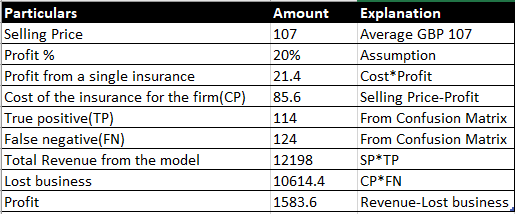 Particulars Amount Explanation
Selling Price 107 Average GBP 107
Profit % 20% Assumption
Profit from a single insurance 21.4 Cost*Profit
Cost of the insurance for the firm(CP) 85.6 Selling Price-Profit
True positive(TP) 114 From Confusion Matrix
False negative(FN) 124 From Confusion Matrix
Total Revenue from the model 12198 SP*TP
Lost business 10614.4 CP*FN
Profit 1583.6 Revenue-Lost business